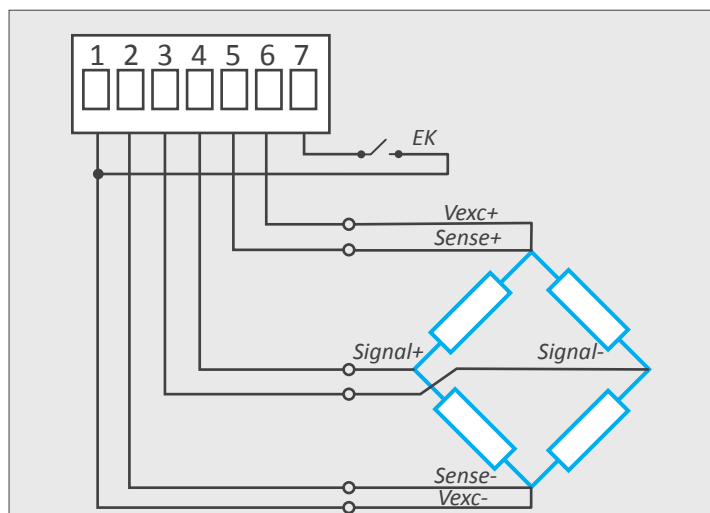 1 2 3 4 5 6 7
EK
Vexc+
Sense+
Signal+ Signal-
Sense-
Vexc-